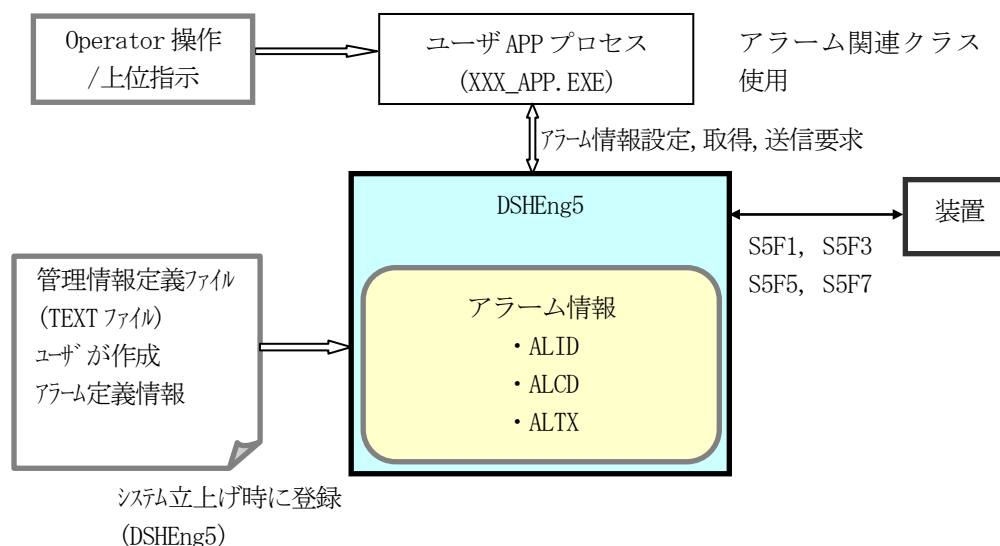 Operator 操作
/上位指示
ユーザ APP プロセス
(XXX_APP.EXE)
アラーム関連クラス
使用
アラーム情報設定,取得,送信要求
DSHEng5
装置
S5F1, S5F3
S5F5, S5F7
管理情報定義ファイル
(TEXT ファイル)
ユーザが作成
アラーム定義情報
アラーム情報
・ALID
・ALCD
・ALTX
システム立上げ時に登録
(DSHEng5)